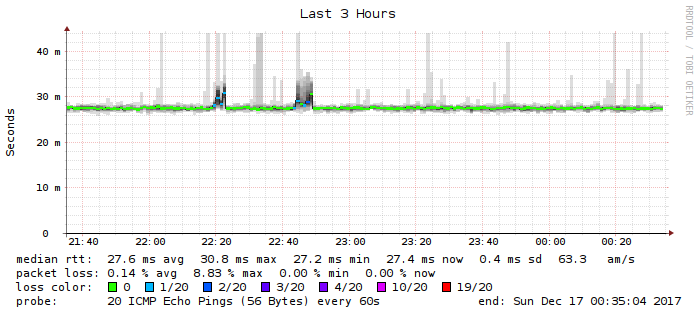 Last 3 Hours
RRDTOOL / TOBI OETIKER
Seconds
40 m
30 m
20 m
10 m
0
21:40 22:00 22:20 22:40 23:00 23:20 23:40 00:00 00:20
median rtt: 27.6 ms avg 30.8 ms max 27.2 ms min 27.4 ms now 0.4 ms sd 63.3 am/s
packet loss: 0.14 % avg 8.83 % max 0.00 % min 0.00 % now
loss color: 0 1/20 2/20 3/20 4/20 10/20 19/20
probe: 20 ICMP Echo Pings (56 Bytes) every 60s end: Sun Dec 17 00:35:04 2017